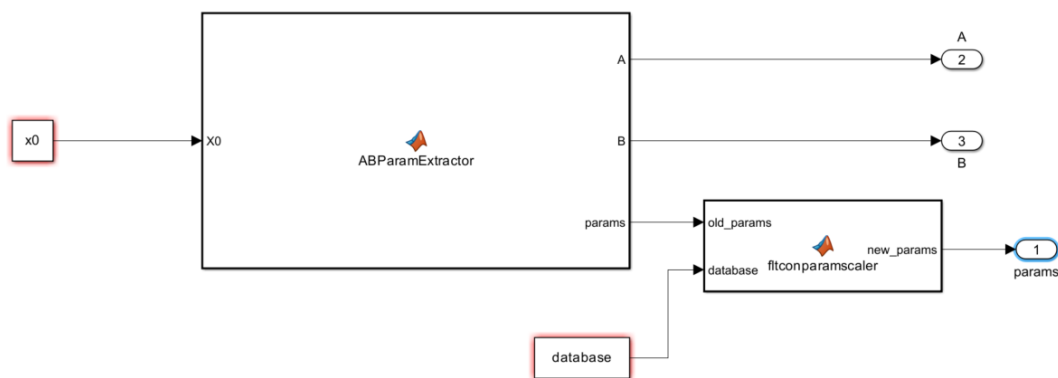 A
A
2
x0
X0
ABParamExtractor
B
3
B
params
old_params
database
fltconparamscaler
new_params
1
params
database